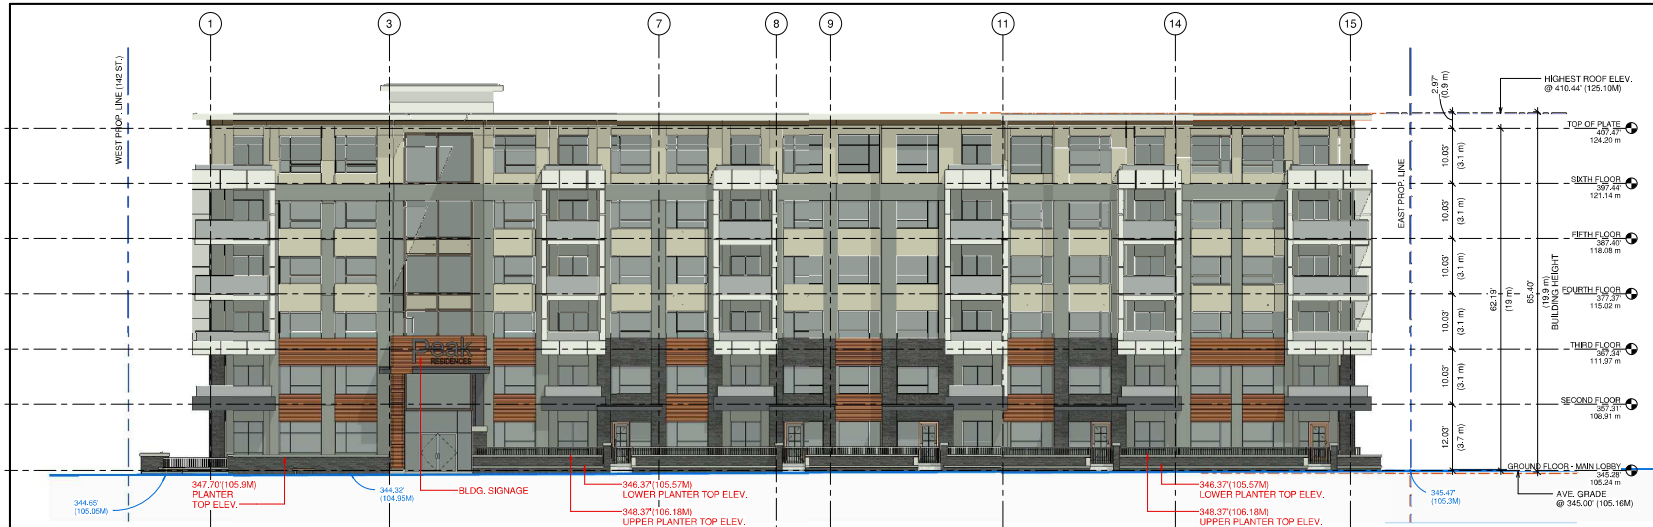 1 3 7 8 9 11 14 15
WEST PROP. LINE (142 ST.)
EAST PROP. LINE
2.97'
(0.9 m)
HIGHEST ROOF ELEV.
@ 410.44' (125.10M)
TOP OF PLATE
407.47'
124.20 m
10.03'
(3.1 m)
SIXTH FLOOR
397.44'
121.14 m
10.03'
(3.1 m)
FIFTH FLOOR
387.40'
118.08 m
10.03'
(3.1 m)
62.19'
(19 m)
65.40'
(19.9 m)
BUILDING HEIGHT
FOURTH FLOOR
377.37'
115.02 m
10.03'
(3.1 m)
THIRD FLOOR
367.34'
111.97 m
10.03'
(3.1 m)
SECOND FLOOR
357.31'
108.91 m
12.03'
(3.7 m)
GROUND FLOOR - MAIN LOBBY
345.28'
105.24 m
AVE. GRADE
@ 345.00' (105.16M)
Peak
RESIDENCES
344.65'
(105.05M)
347.70'(105.9M)
PLANTER
TOP ELEV.
344.32'
(104.95M)
BLDG. SIGNAGE
346.37'(105.57M)
LOWER PLANTER TOP ELEV.
348.37'(106.18M)
UPPER PLANTER TOP ELEV.
346.37'(105.57M)
LOWER PLANTER TOP ELEV.
348.37'(106.18M)
UPPER PLANTER TOP ELEV.
345.47'
(105.3M)